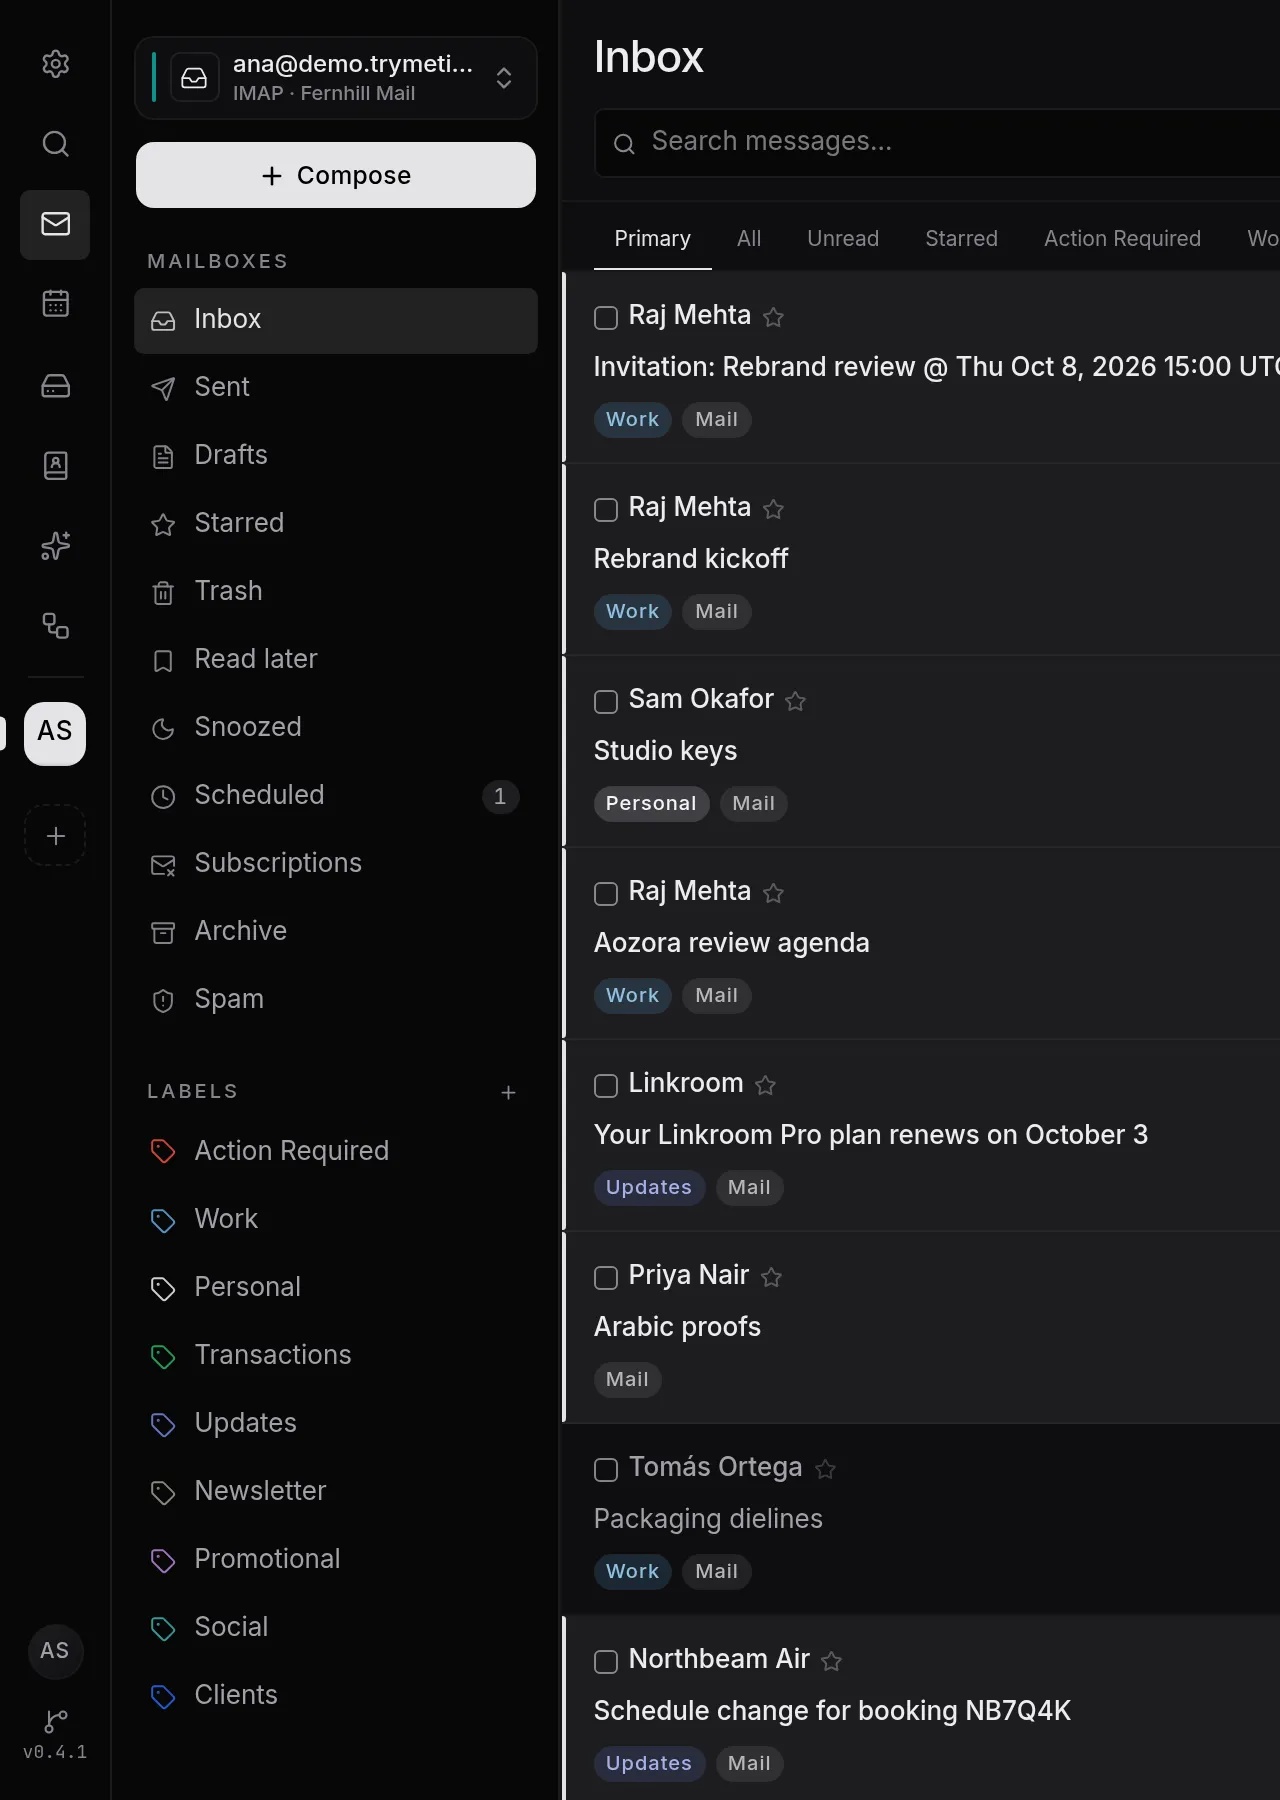 ana@demo.trymeti...
IMAP · Fernhill Mail
Compose
MAILBOXES
Inbox
Sent
Drafts
Starred
Trash
Read later
Snoozed
Scheduled 1
Subscriptions
Archive
Spam
LABELS
Action Required
Work
Personal
Transactions
Updates
Newsletter
Promotional
Social
Clients
AS
AS
v0.4.1
Inbox
Search messages...
Primary All Unread Starred Action Required Wo
Raj Mehta
Invitation: Rebrand review @ Thu Oct 8, 2026 15:00 UTC
Work Mail
Raj Mehta
Rebrand kickoff
Work Mail
Sam Okafor
Studio keys
Personal Mail
Raj Mehta
Aozora review agenda
Work Mail
Linkroom
Your Linkroom Pro plan renews on October 3
Updates Mail
Priya Nair
Arabic proofs
Mail
Tomás Ortega
Packaging dielines
Work Mail
Northbeam Air
Schedule change for booking NB7Q4K
Updates Mail